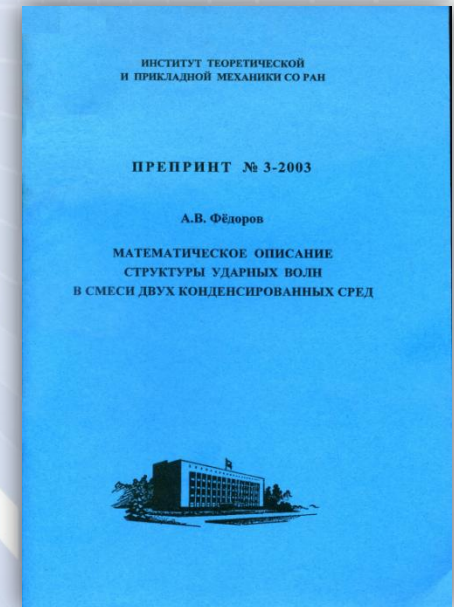 ИНСТИТУТ ТЕОРЕТИЧЕСКОЙ
И ПРИКЛАДНОЙ МЕХАНИКИ СО РАН
ПРЕПРИНТ № 3-2003
А.В. Фёдоров
МАТЕМАТИЧЕСКОЕ ОПИСАНИЕ
СТРУКТУРЫ УДАРНЫХ ВОЛН
В СМЕСИ ДВУХ КОНДЕНСИРОВАННЫХ СРЕД